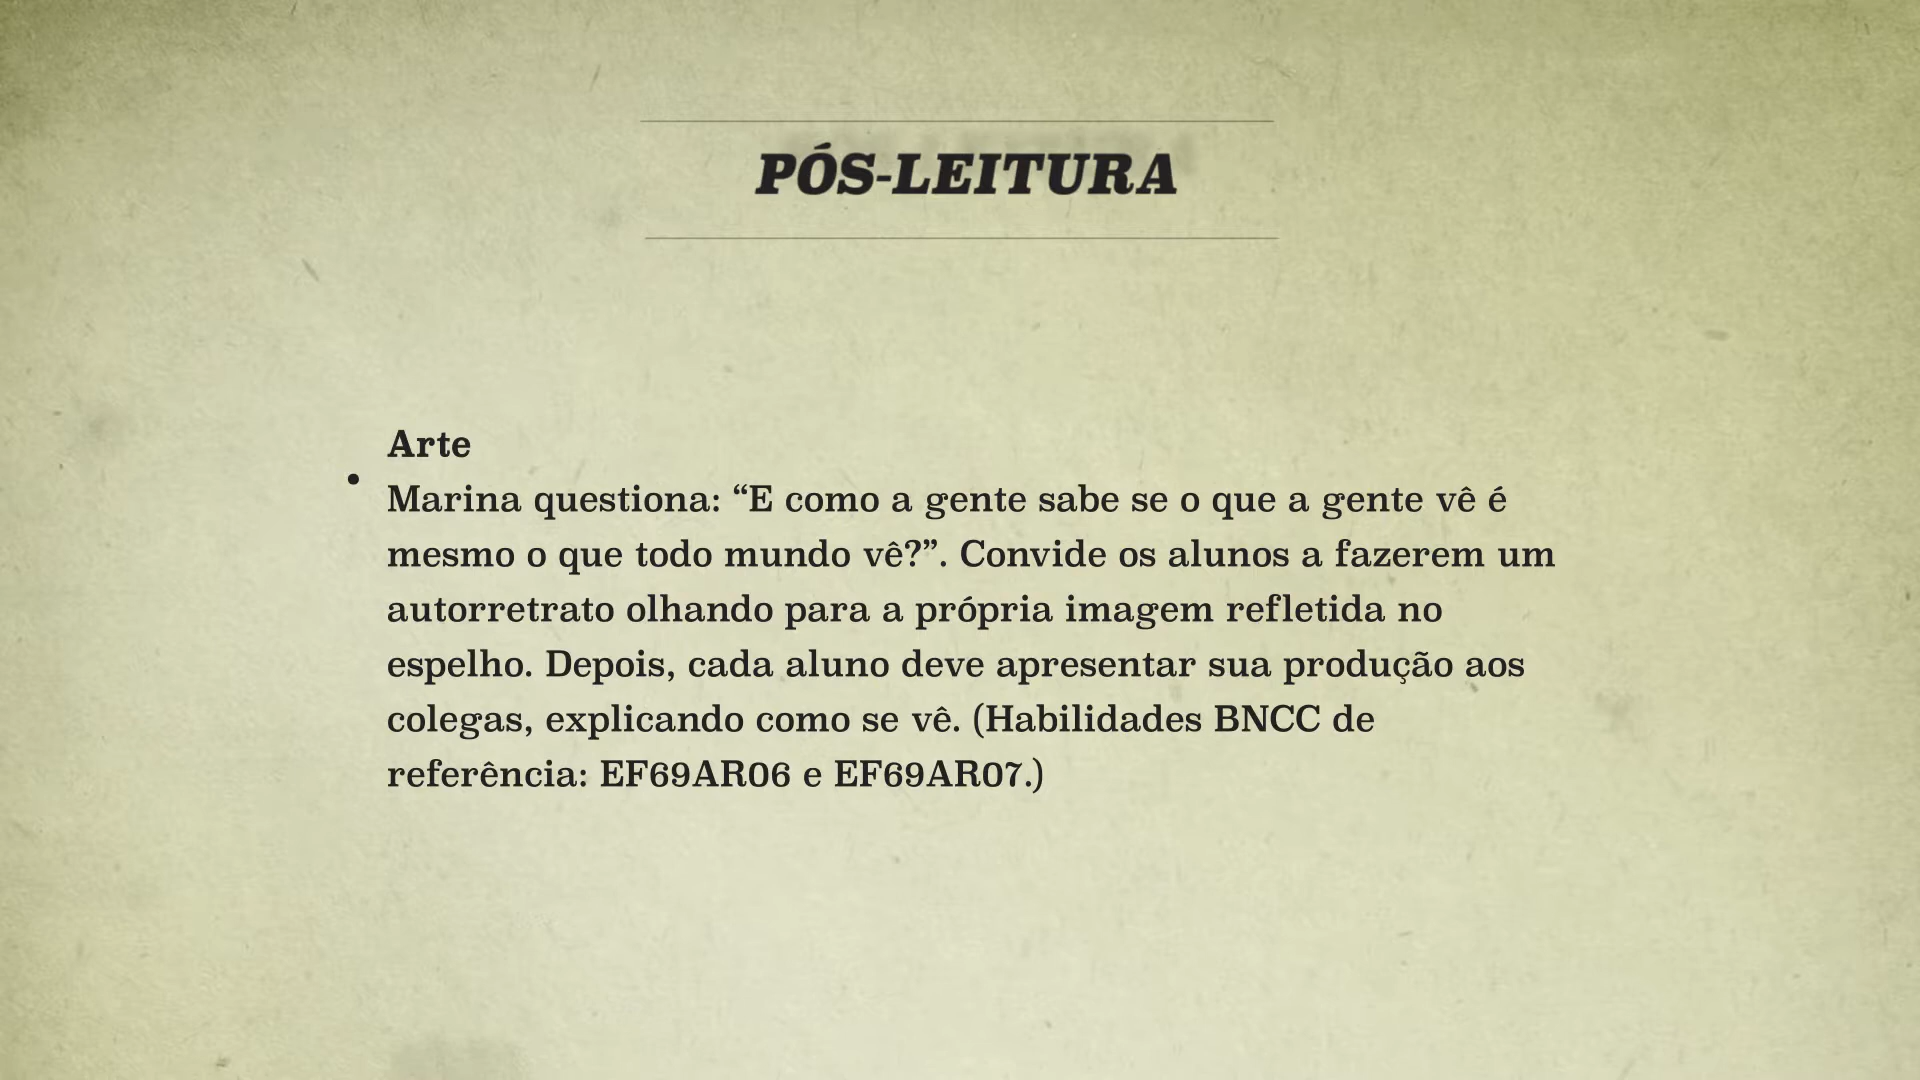 PÓS-LEITURA
Arte
• Marina questiona: “E como a gente sabe se o que a gente vê é
mesmo o que todo mundo vê?”. Convide os alunos a fazerem um
autorretrato olhando para a própria imagem refletida no
espelho. Depois, cada aluno deve apresentar sua produção aos
colegas, explicando como se vê. (Habilidades BNCC de
referência: EF69AR06 e EF69AR07.)